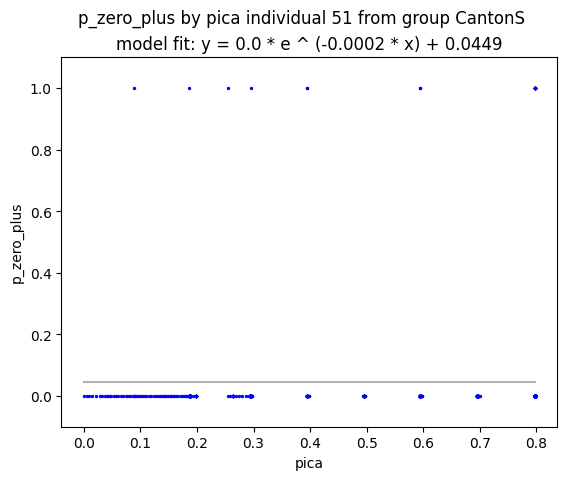 p_zero_plus by pica individual 51 from group CantonS
model fit: y = 0.0 * e ^ (-0.0002 * x) + 0.0449
1.0
0.8
0.6
0.4
0.2
0.0
p_zero_plus
0.0 0.1 0.2 0.3 0.4 0.5 0.6 0.7 0.8
pica